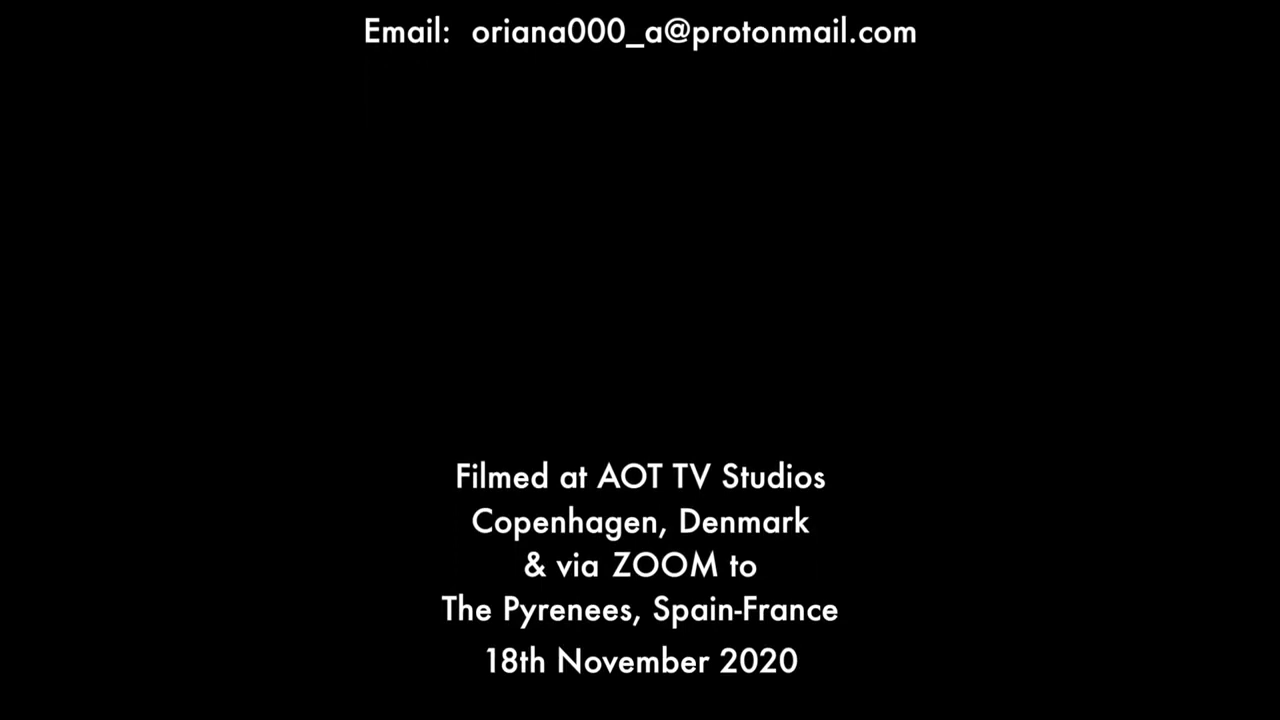 Email: oriana000_a@protonmail.com
Filmed at AOT TV Studios
Copenhagen, Denmark
& via ZOOM to
The Pyrenees, Spain-France
18th November 2020